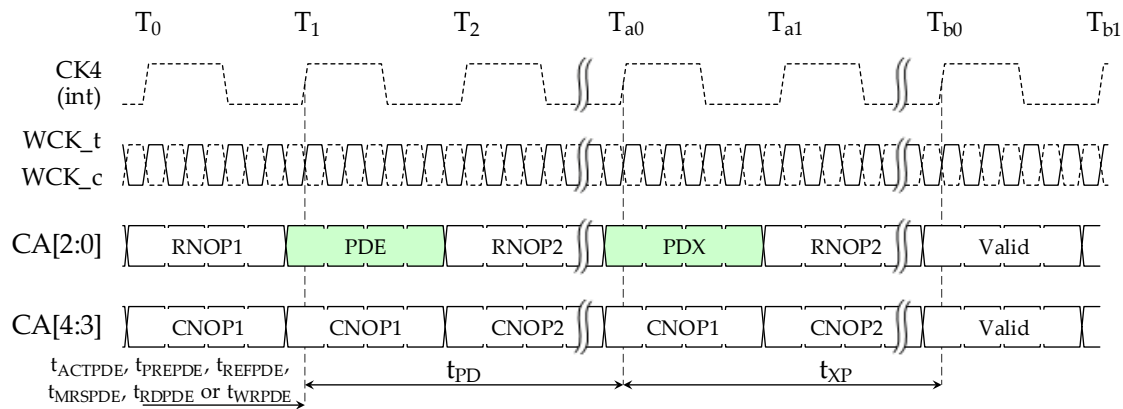 T0 T1 T2 Ta0 Ta1 Tb0 Tb1
CK4
(int)
WCK_t
WCK_c
CA[2:0] RNOP1 PDE RNOP2 PDX RNOP2 Valid
CA[4:3] CNOP1 CNOP1 CNOP2 CNOP1 CNOP2 Valid
tACTPDE, tPREPDE, tREFPDE,
tMRSPDE, tRDPDE or tWRPDE
tPD tXP